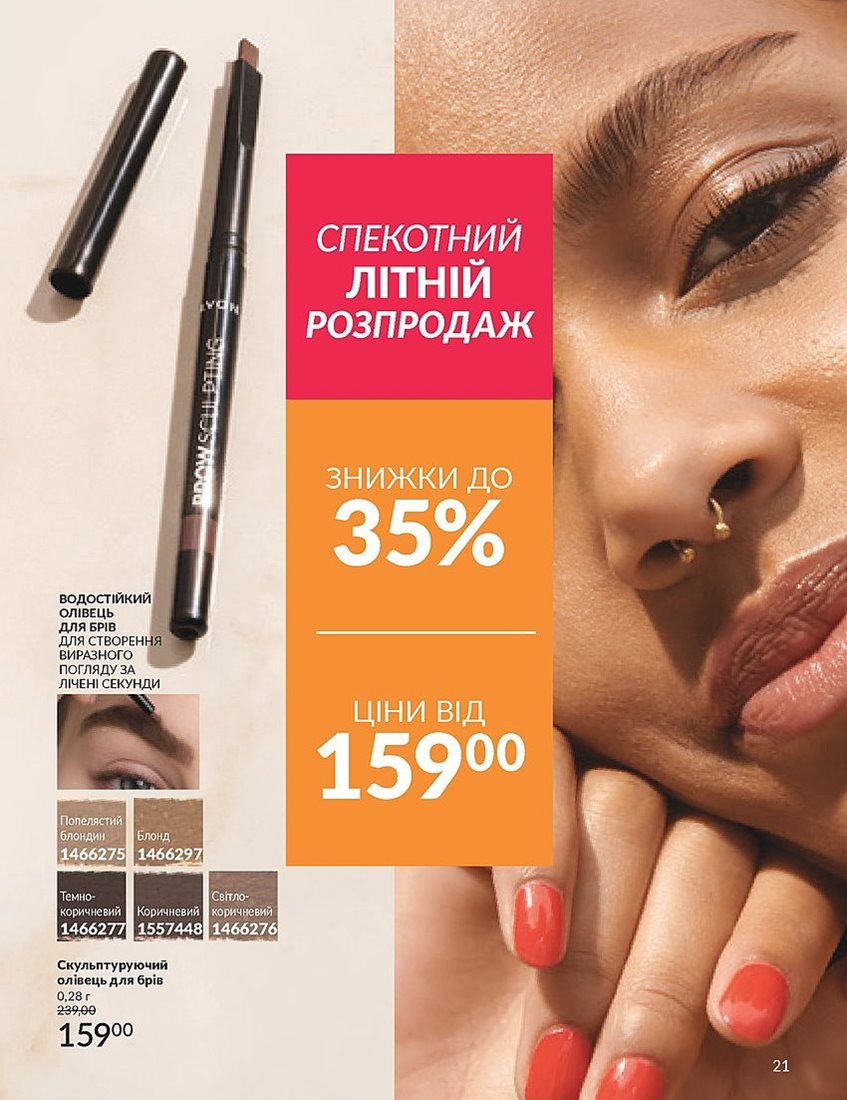 AVON
BROWSCULPTING
СПЕКОТНИЙ
ЛІТНІЙ
РОЗПРОДАЖ
ЗНИЖКИ ДО
35%
ЦІНИ ВІД
159⁰⁰
ВОДОСТІЙКИЙ
ОЛІВЕЦЬ
ДЛЯ БРІВ
ДЛЯ СТВОРЕННЯ
ВИРАЗНОГО
ПОГЛЯДУ ЗА
ЛІЧЕНІ СЕКУНДИ
Попелястий
блондин
1466275
Блонд
1466297
Темно-
коричневий
1466277
Коричневий
1557448
Світло-
коричневий
1466276
Скульптуруючий
олівець для брів
0,28 г
239,00
159⁰⁰
21